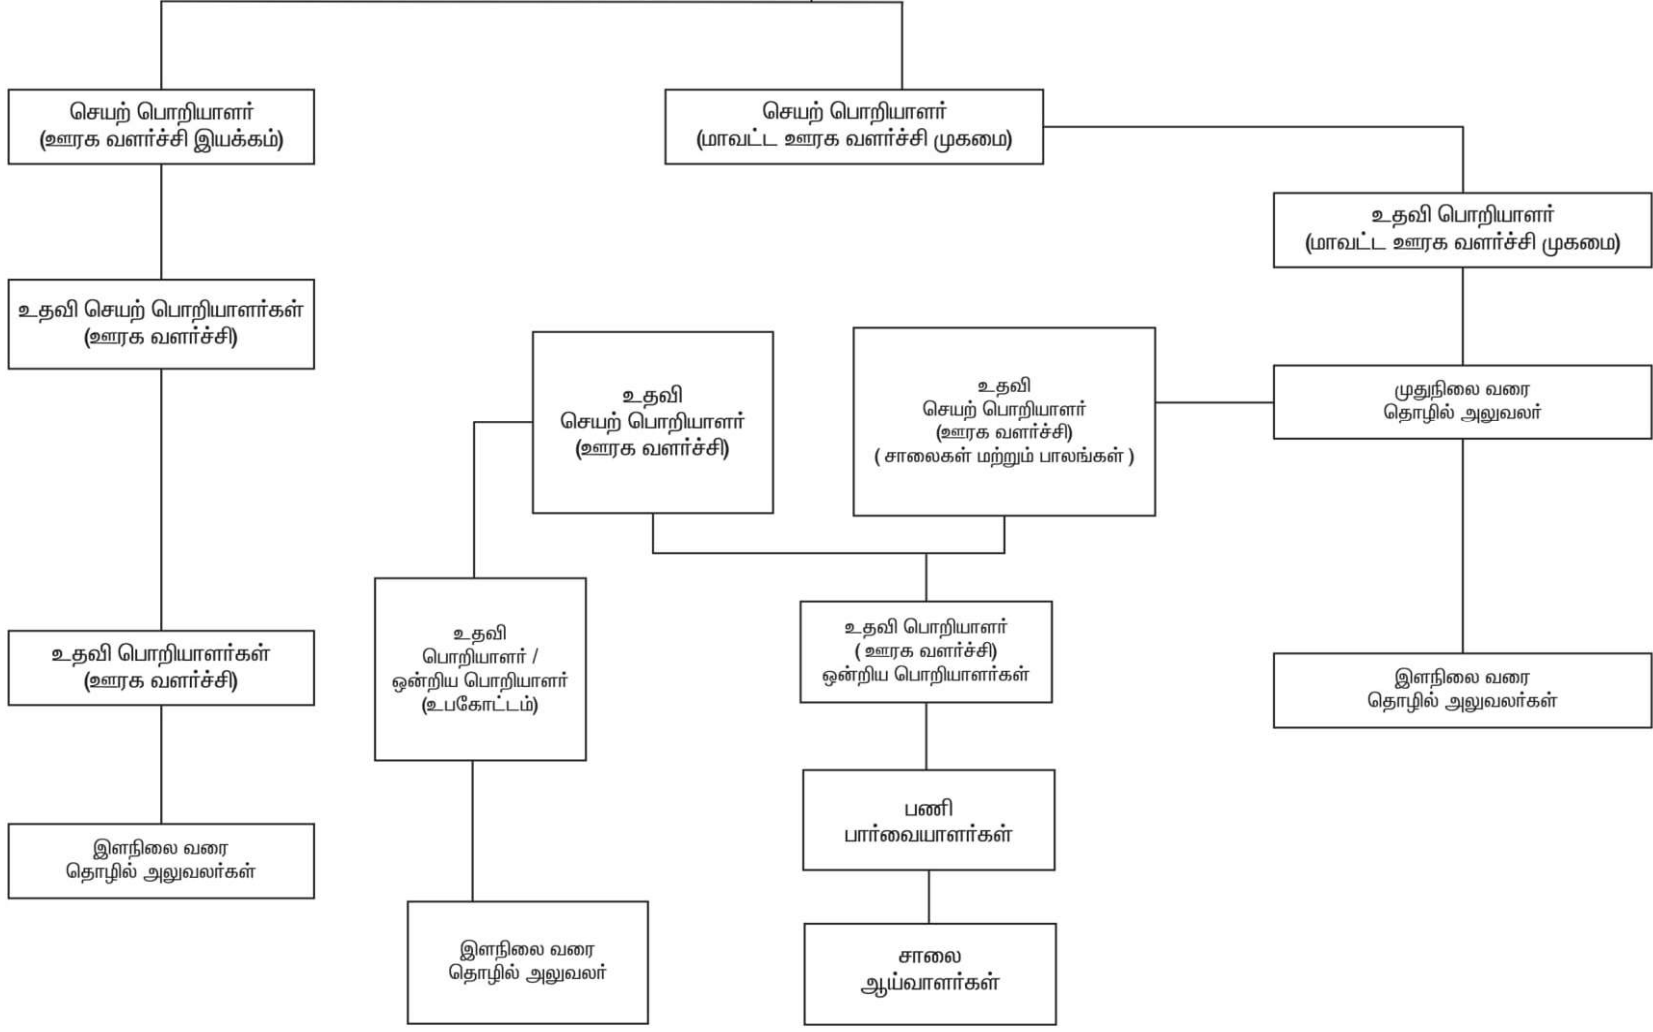 செயற் பொறியாளர்
(ஊரக வளர்ச்சி இயக்கம்)
செயற் பொறியாளர்
(மாவட்ட ஊரக வளர்ச்சி முகமை)
உதவி பொறியாளர்
(மாவட்ட ஊரக வளர்ச்சி முகமை)
உதவி செயற் பொறியாளர்கள்
(ஊரக வளர்ச்சி)
உதவி
செயற் பொறியாளர்
(ஊரக வளர்ச்சி)
உதவி
செயற் பொறியாளர்
(ஊரக வளர்ச்சி)
( சாலைகள் மற்றும் பாலங்கள் )
முதுநிலை வரை
தொழில் அலுவலர்
உதவி பொறியாளர்கள்
(ஊரக வளர்ச்சி)
உதவி
பொறியாளர் /
ஒன்றிய பொறியாளர்
(உபகோட்டம்)
உதவி பொறியாளர்
( ஊரக வளர்ச்சி)
ஒன்றிய பொறியாளர்கள்
இளநிலை வரை
தொழில் அலுவலர்கள்
பணி
பார்வையாளர்கள்
இளநிலை வரை
தொழில் அலுவலர்கள்
இளநிலை வரை
தொழில் அலுவலர்
சாலை
ஆய்வாளர்கள்